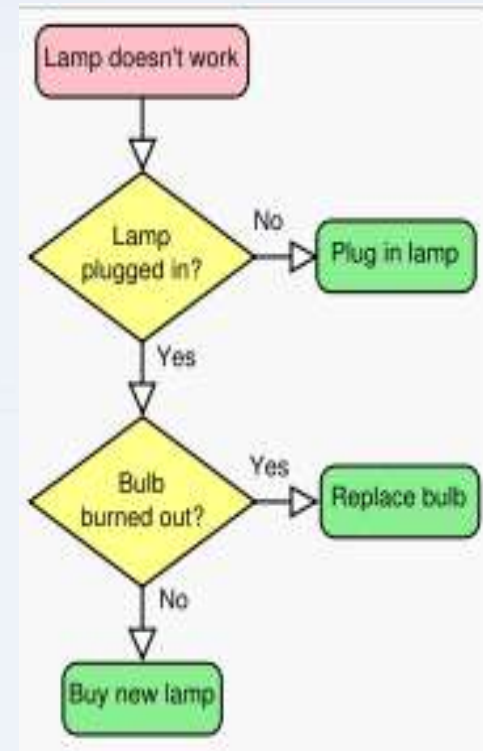 Lamp doesn't work
Lamp
plugged in?
No
Plug in lamp
Yes
Bulb
burned out?
Yes
Replace bulb
No
Buy new lamp